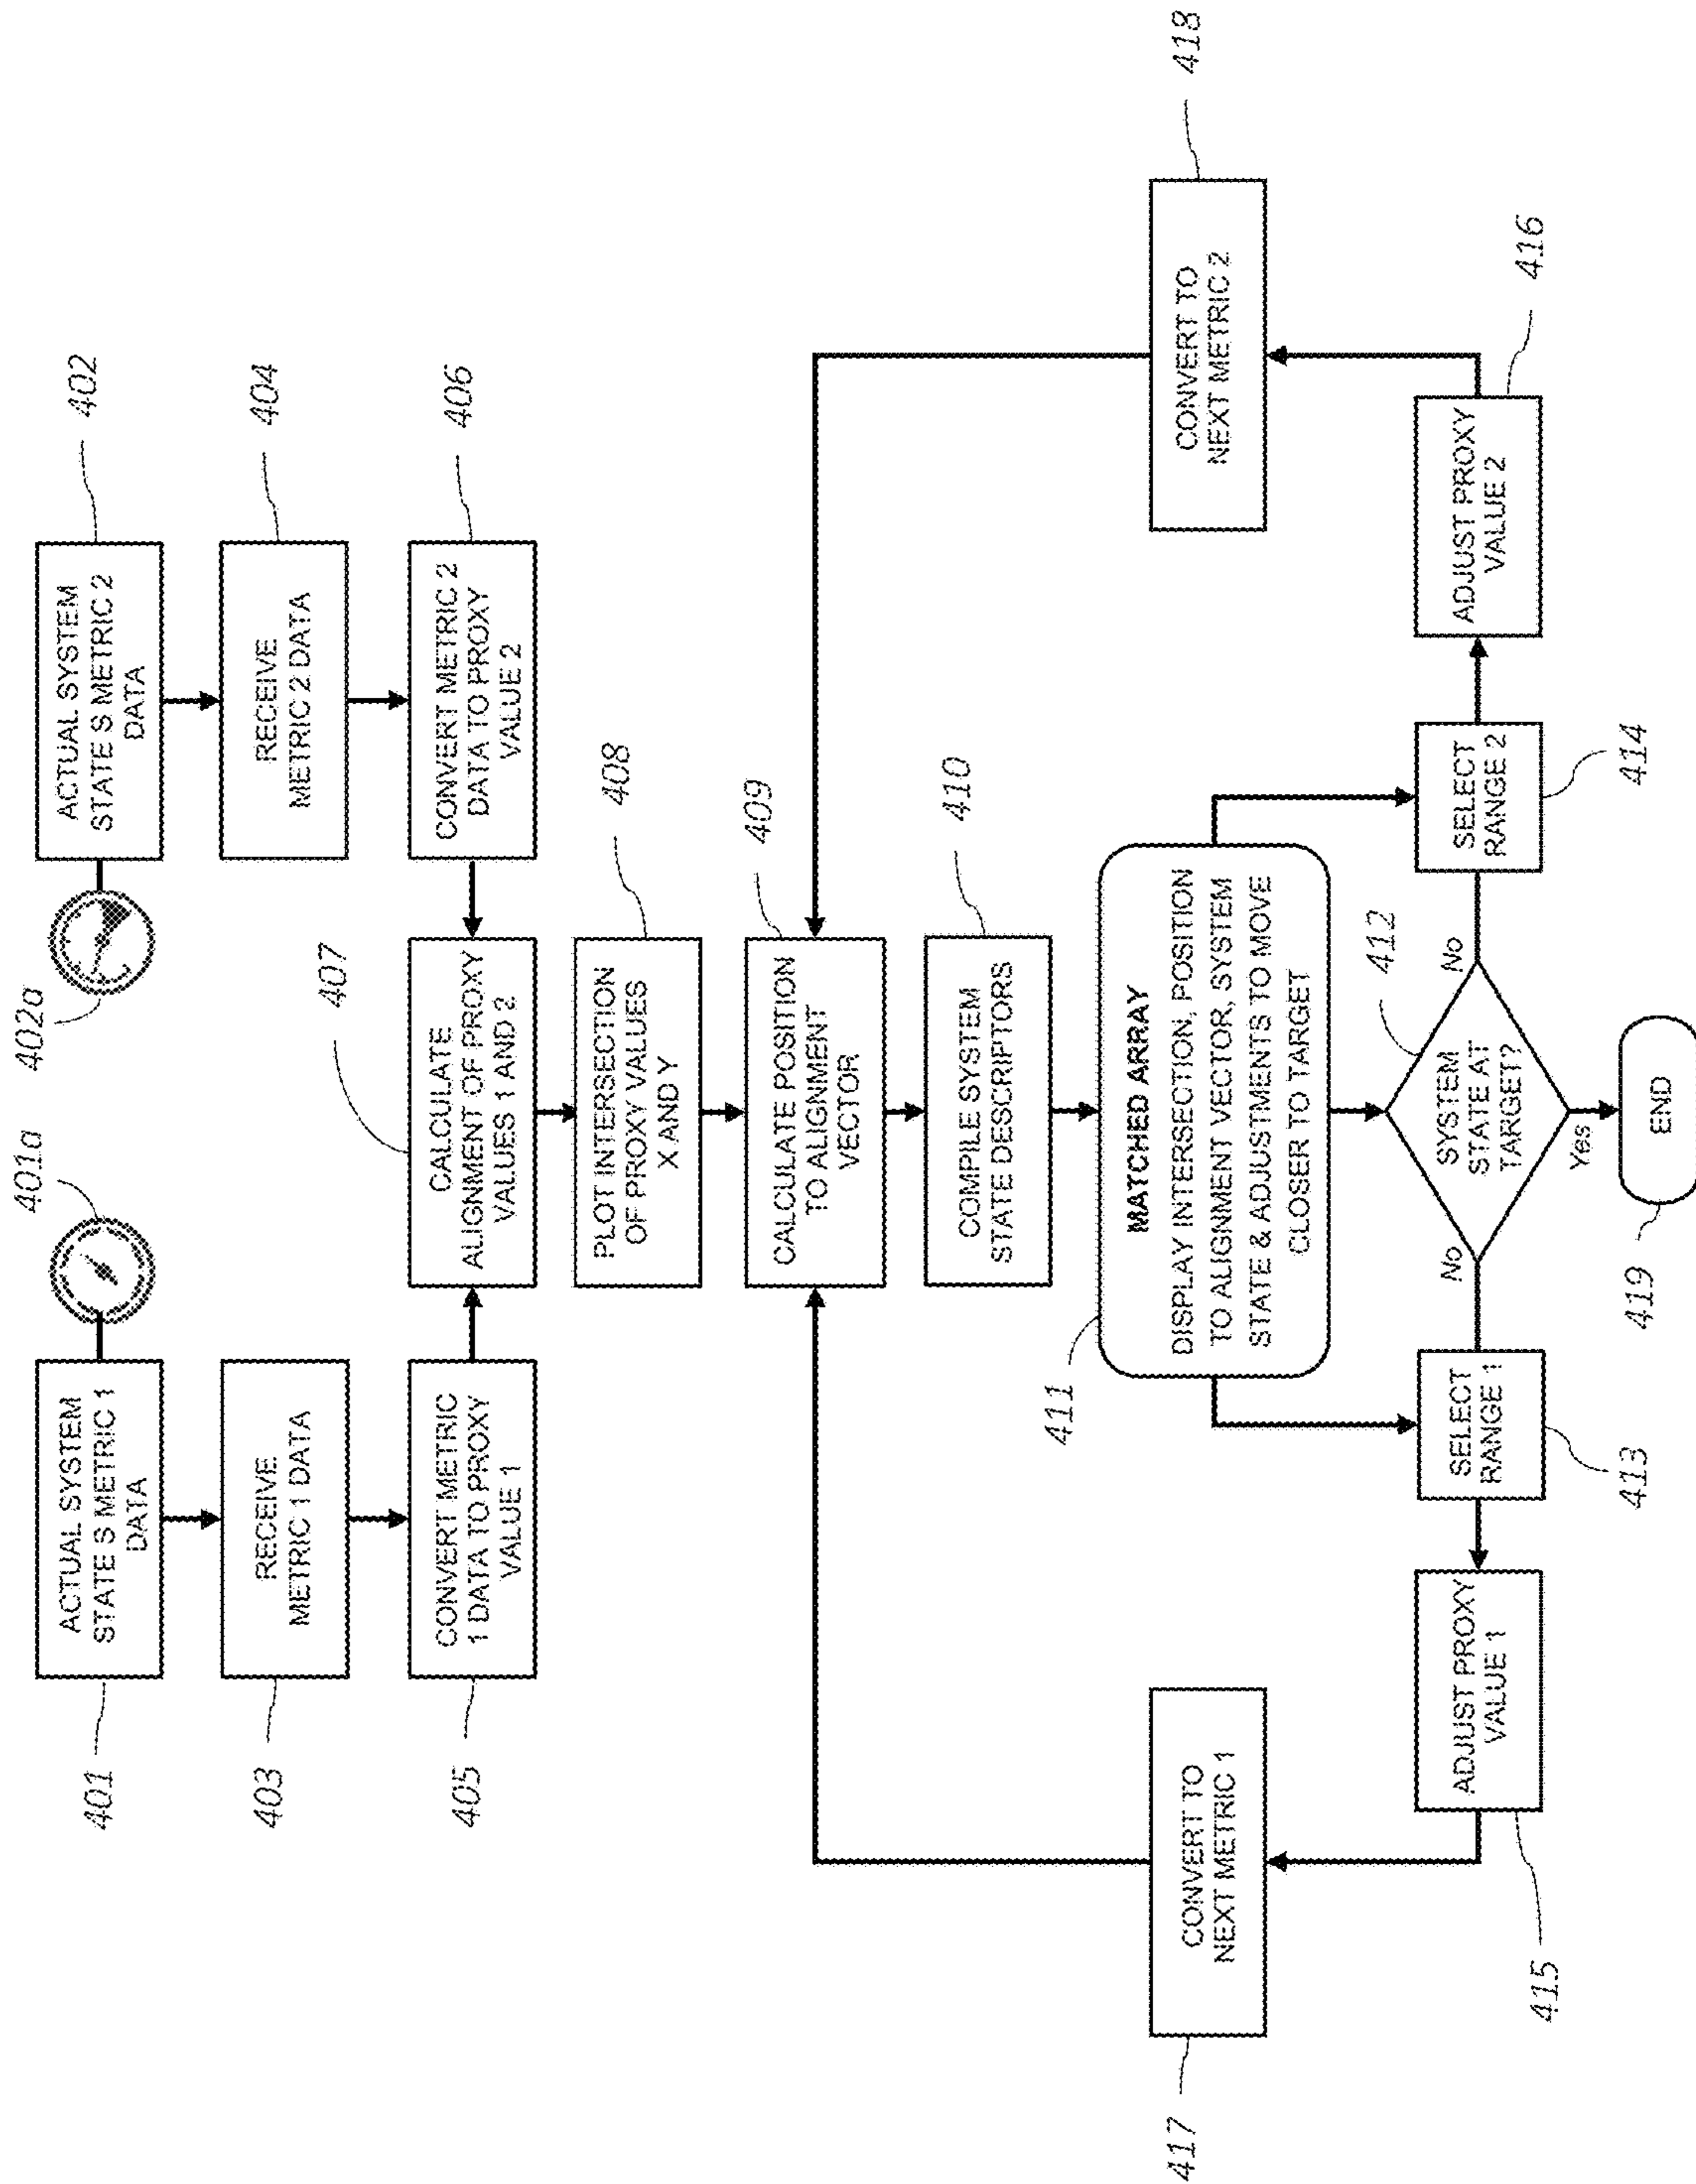 401a
402a
401
ACTUAL SYSTEM
STATE S METRIC 1
DATA
ACTUAL SYSTEM
STATE S METRIC 2
DATA
402
403
RECEIVE
METRIC 1 DATA
RECEIVE
METRIC 2 DATA
404
405
CONVERT METRIC
1 DATA TO PROXY
VALUE 1
407
CALCULATE
ALIGNMENT OF PROXY
VALUES 1 AND 2
CONVERT METRIC 2
DATA TO PROXY
VALUE 2
406
PLOT INTERSECTION
OF PROXY VALUES
X AND Y
408
CALCULATE POSITION
TO ALIGNMENT
VECTOR
409
COMPILE SYSTEM
STATE DESCRIPTORS
410
411
MATCHED ARRAY
DISPLAY INTERSECTION, POSITION
TO ALIGNMENT VECTOR, SYSTEM
STATE & ADJUSTMENTS TO MOVE
CLOSER TO TARGET
417
CONVERT TO
NEXT METRIC 1
CONVERT TO
NEXT METRIC 2
418
412
415
ADJUST PROXY
VALUE 1
SELECT
RANGE 1
413
No
SYSTEM
STATE AT
TARGET?
No
SELECT
RANGE 2
414
ADJUST PROXY
VALUE 2
416
Yes
419
END